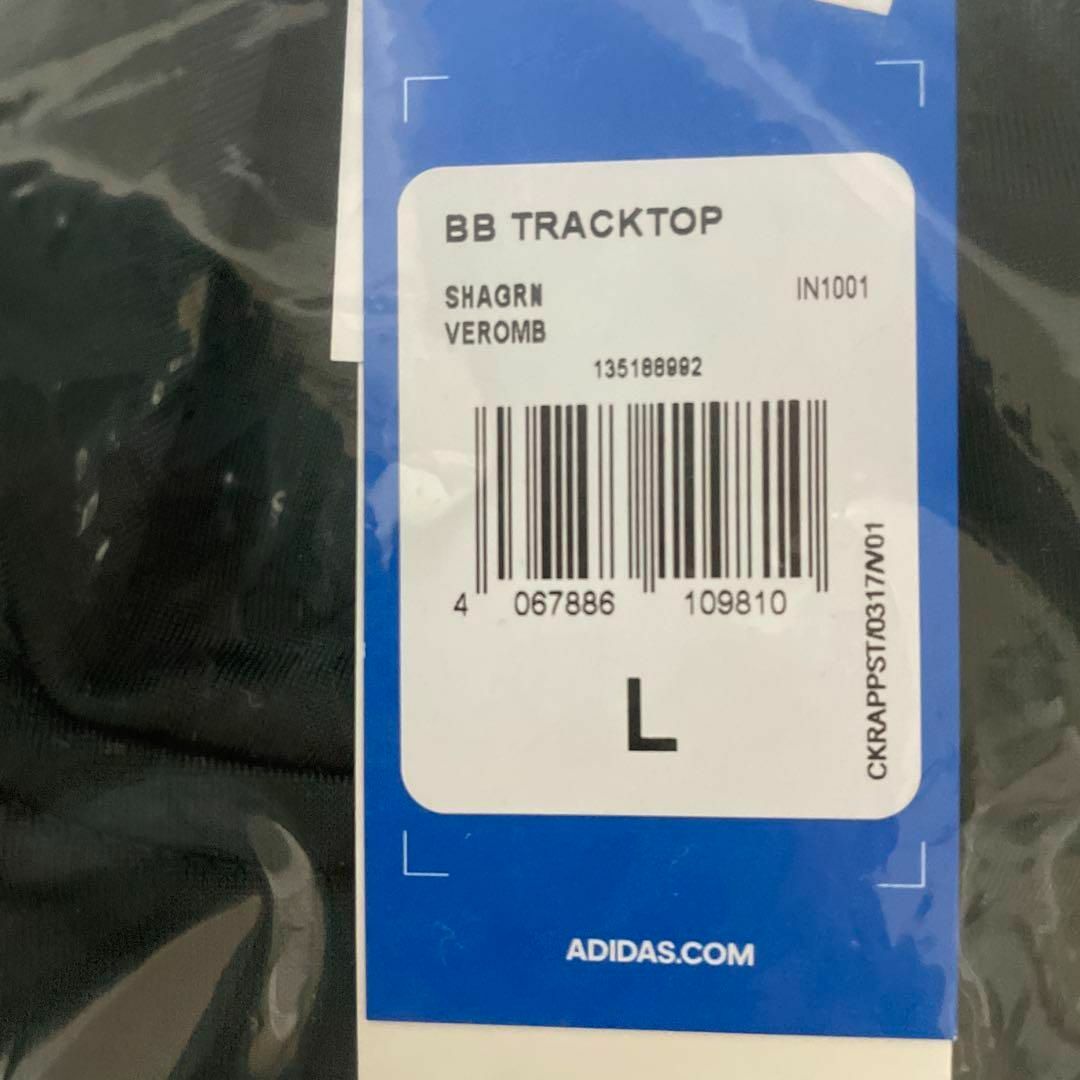 BB TRACKTOP
SHAGRN
IN1001
VEROMB
135188992
4 067886 109810
L
CKRAPPST/0317/V01
ADIDAS.COM